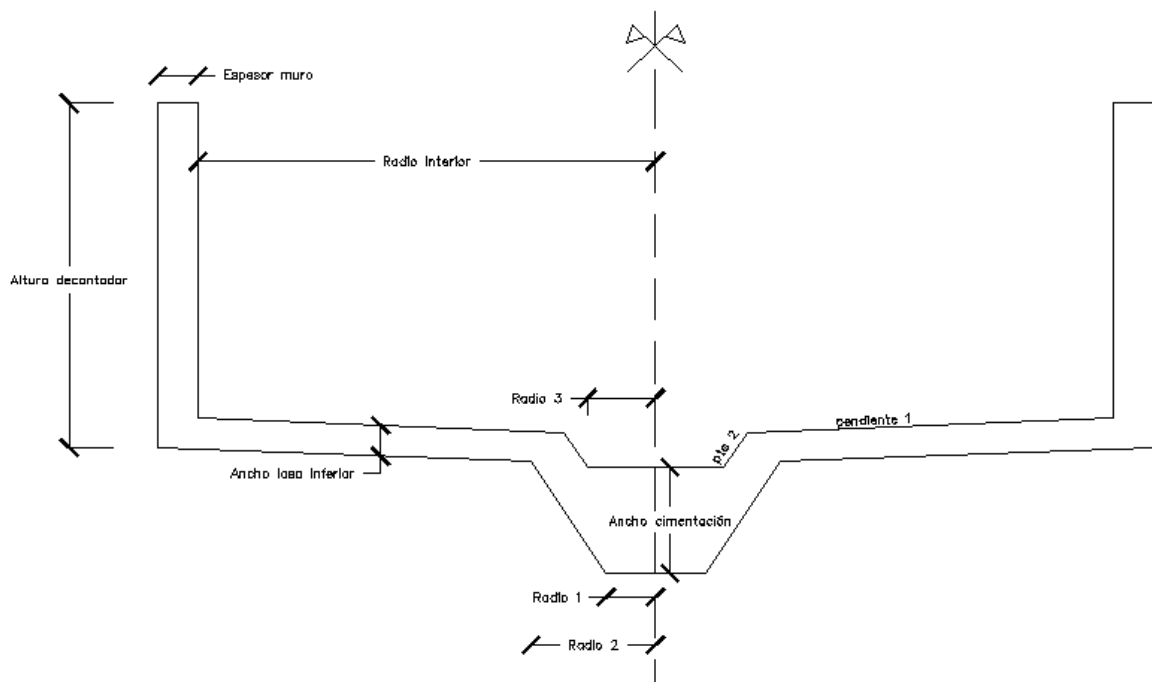 Espesor muro
Radio Interior
Altura decantador
Radio 3
pendiente 1
pte 2
Ancho losa Inferior
Ancho cimentación
Radio 1
Radio 2